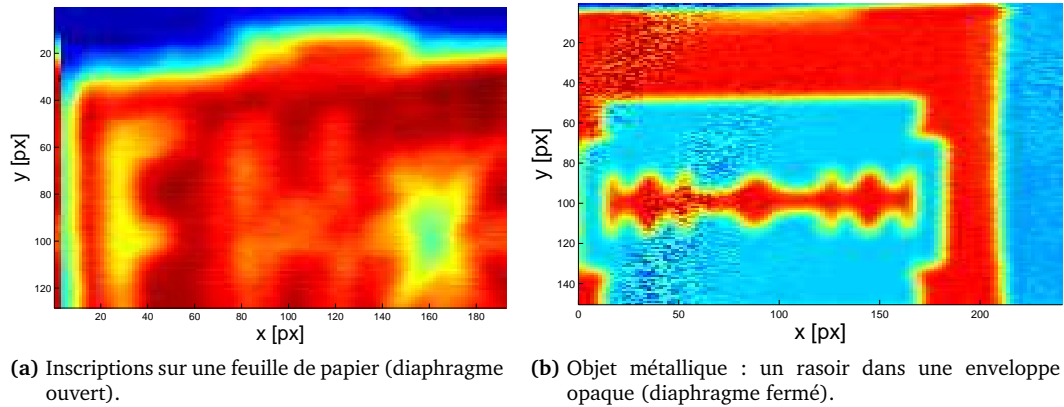 20
40
60
80
100
120
y [px]
20 40 60 80 100 120 140 160 180
x [px]
(a) Inscriptions sur une feuille de papier (diaphragme
ouvert).
20
40
60
80
100
120
140
y [px]
0 50 100 150 200
x [px]
(b) Objet métallique : un rasoir dans une enveloppe
opaque (diaphragme fermé).